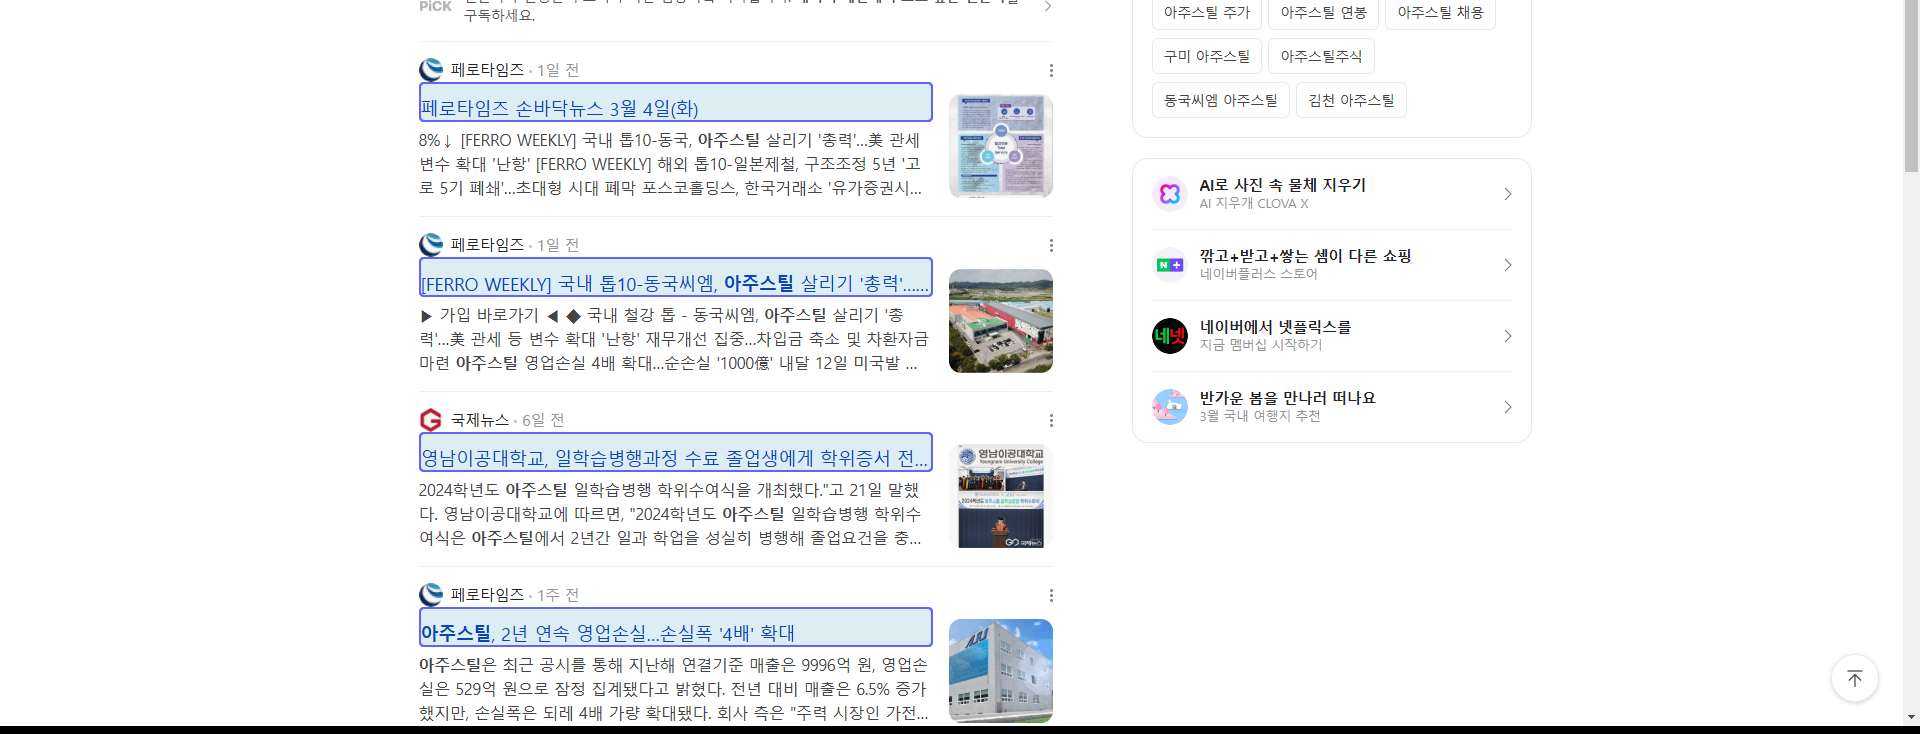 PiCK
구독하세요.
페로타임즈 · 1일 전
페로타임즈 손바닥뉴스 3월 4일(화)
8%↓ [FERRO WEEKLY] 국내 톱10-동국, 아주스틸 살리기 '총력'...美 관세
변수 확대 '난항' [FERRO WEEKLY] 해외 톱10-일본제철, 구조조정 5년 '고
로 5기 폐쇄'...초대형 시대 폐막 포스코홀딩스, 한국거래소 '유가증권시...
페로타임즈 · 1일 전
[FERRO WEEKLY] 국내 톱10-동국씨엠, 아주스틸 살리기 '총력'......
▶ 가입 바로가기 ◀ ◆ 국내 철강 톱 - 동국씨엠, 아주스틸 살리기 '총
력'...美 관세 등 변수 확대 '난항' 재무개선 집중...차입금 축소 및 차환자금
마련 아주스틸 영업손실 4배 확대...순손실 '1000億' 내달 12일 미국발 ...
국제뉴스 · 6일 전
영남이공대학교, 일학습병행과정 수료 졸업생에게 학위증서 전...
2024학년도 아주스틸 일학습병행 학위수여식을 개최했다."고 21일 말했
다. 영남이공대학교에 따르면, "2024학년도 아주스틸 일학습병행 학위수
여식은 아주스틸에서 2년간 일과 학업을 성실히 병행해 졸업요건을 충...
영남이공대학교
Yeungnam University College
국제뉴스
페로타임즈 · 1주 전
아주스틸, 2년 연속 영업손실...손실폭 '4배' 확대
아주스틸은 최근 공시를 통해 지난해 연결기준 매출은 9996억 원, 영업손
실은 529억 원으로 잠정 집계됐다고 밝혔다. 전년 대비 매출은 6.5% 증가
했지만, 손실폭은 되레 4배 가량 확대됐다. 회사 측은 "주력 시장인 가전...
AJU
아주스틸 주가
아주스틸 연봉
아주스틸 채용
구미 아주스틸
아주스틸주식
동국씨엠 아주스틸
김천 아주스틸
AI로 사진 속 물체 지우기
AI 지우개 CLOVA X
N+
깎고+받고+쌓는 셈이 다른 쇼핑
네이버플러스 스토어
네넷
네이버에서 넷플릭스를
지금 멤버십 시작하기
반가운 봄을 만나러 떠나요
3월 국내 여행지 추천